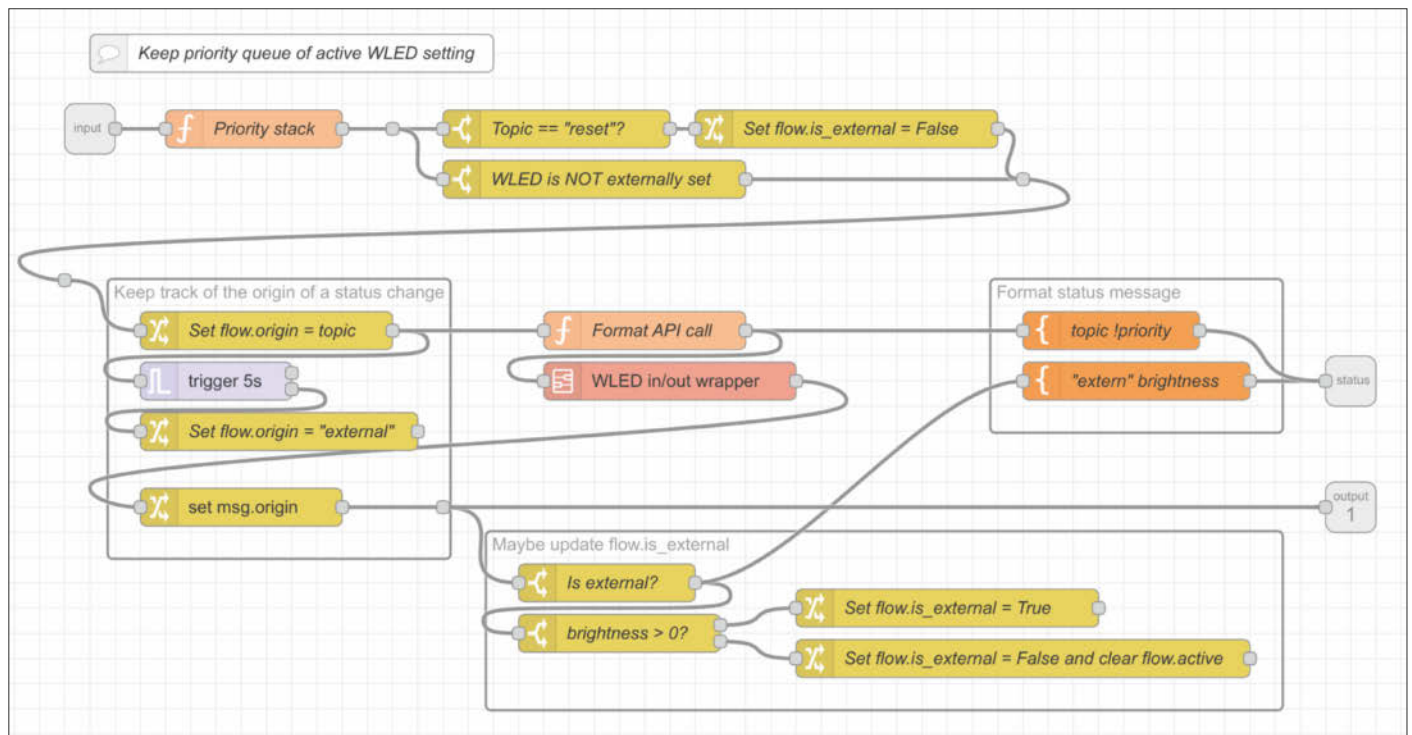 Keep priority queue of active WLED setting
input
Priority stack
Topic == "reset"?
Set flow.is_external = False
WLED is NOT externally set
Keep track of the origin of a status change
Format status message
Set flow.origin = topic
Format API call
topic !priority
trigger 5s
WLED in/out wrapper
"extern" brightness
status
Set flow.origin = "external"
set msg.origin
output
1
Maybe update flow.is_external
Is external?
Set flow.is_external = True
brightness > 0?
Set flow.is_external = False and clear flow.active